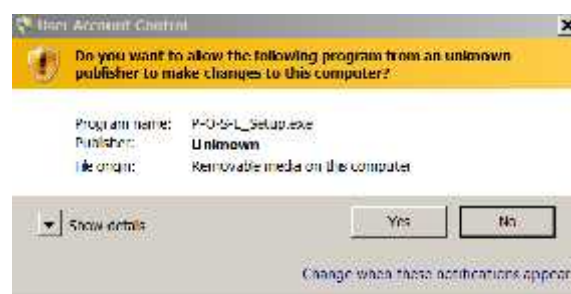 User Account Control
Do you want to allow the following program from an unknown
publisher to make changes to this computer?
Program name: P-O-S-L_Setup.exe
Publisher: Unknown
File origin: Removable media on this computer
Show details
Yes
No
Change when these notifications appear